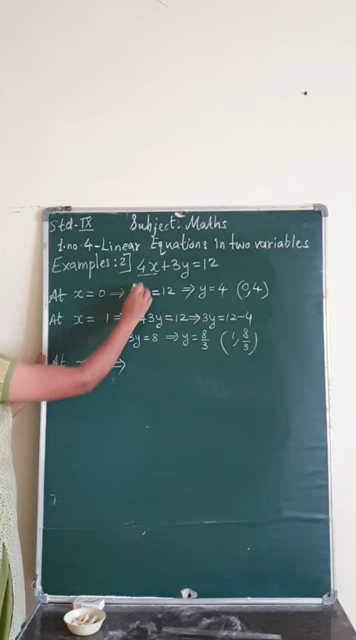 Std-IX Subject: Maths
1.no.4-Linear Equations in two variables
Examples:2] 4x+3y=12
At x=0 → =12 ⇒ y=4 (0,4)
At x= 1⇒ +3y=12⇒3y=12-4
3y=8 ⇒ y=8/3 (1, 8/3)
At ⇒